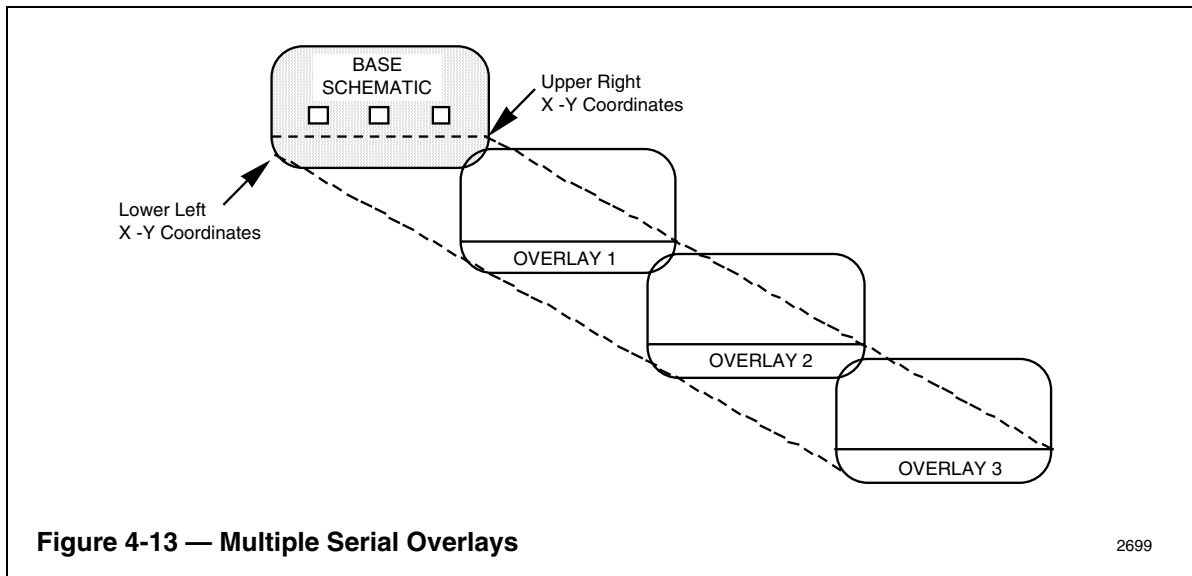 BASE
SCHEMATIC
Upper Right
X -Y Coordinates
Lower Left
X -Y Coordinates
OVERLAY 1
OVERLAY 2
OVERLAY 3
Figure 4-13 — Multiple Serial Overlays
2699